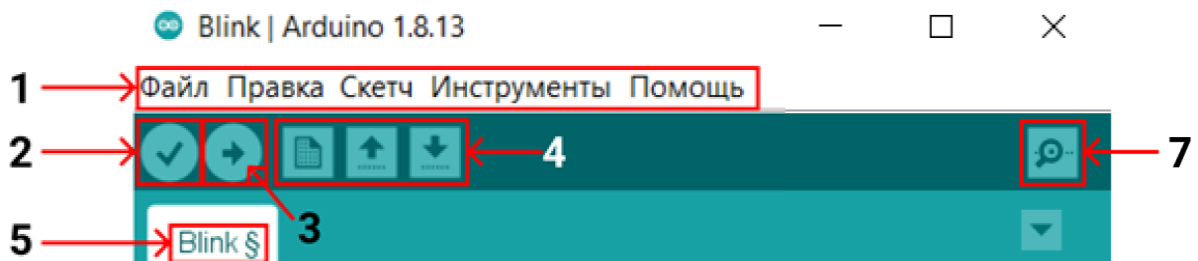 Blink | Arduino 1.8.13
1 Файл Правка Скетч Инструменты Помощь
2 4 7
3
5 Blink §